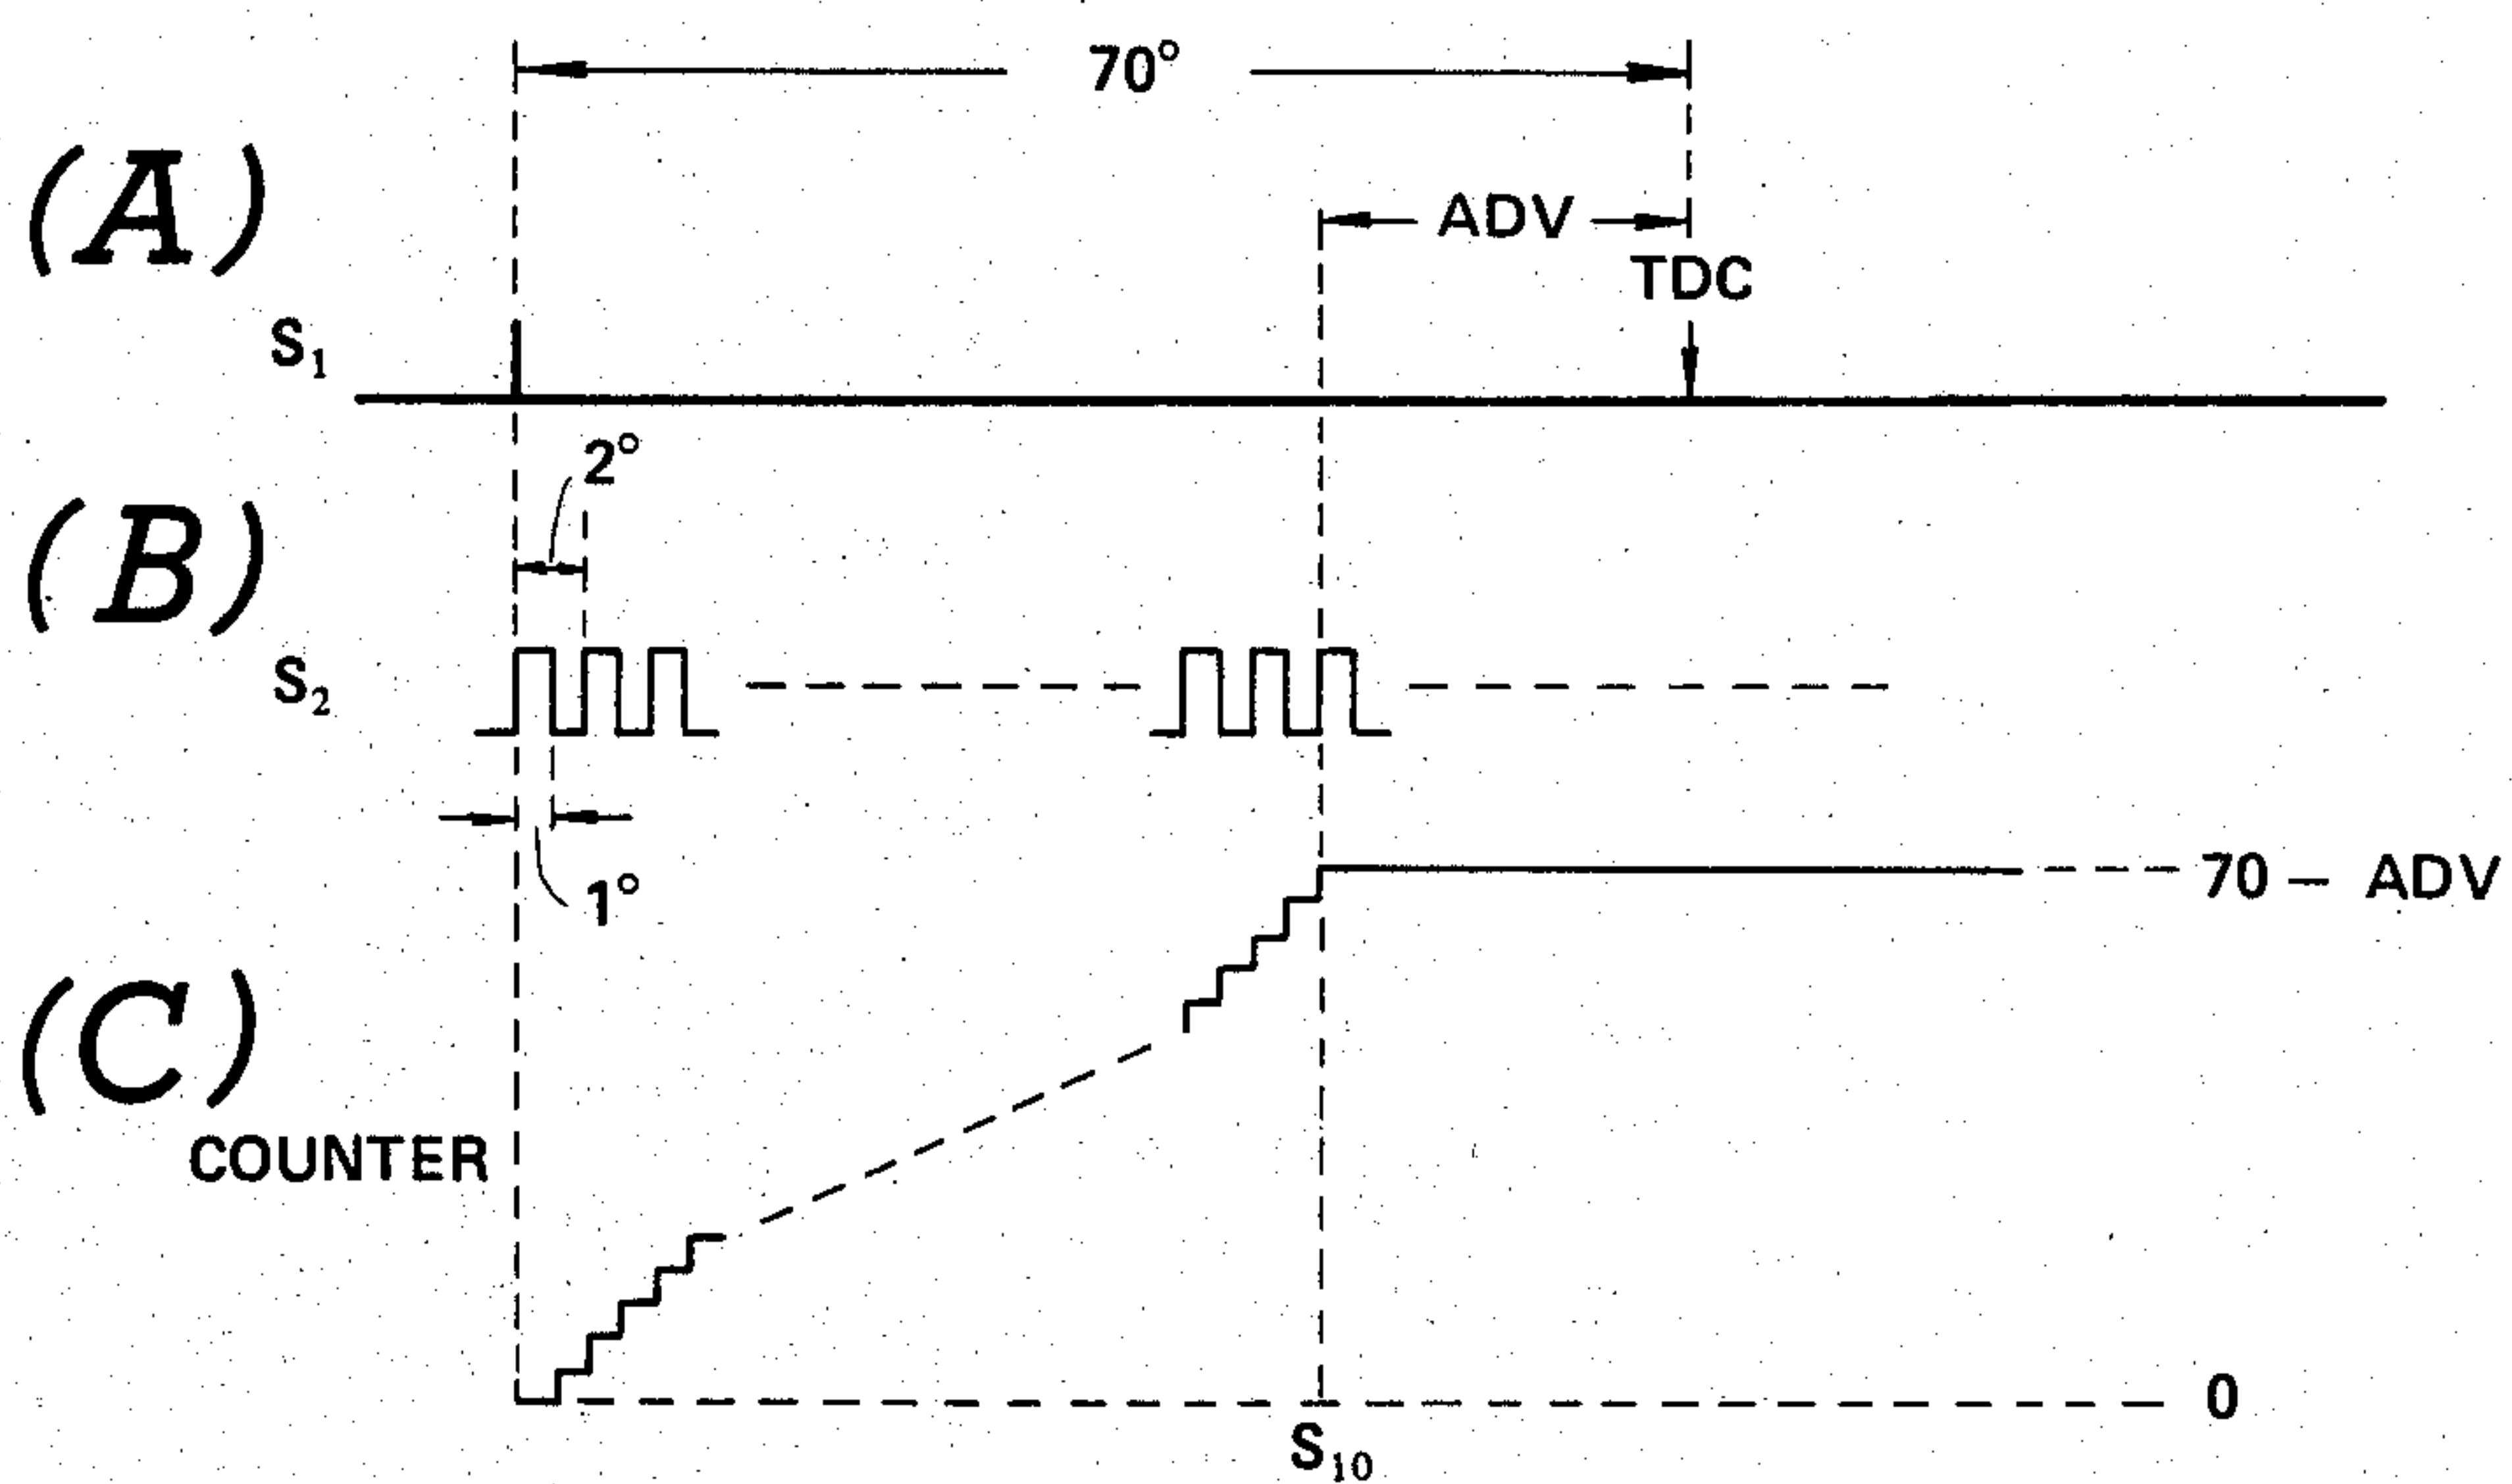 70°
(A)
ADV
TDC
S₁
2°
(B)
S₂
1°
70 — ADV
(C)
COUNTER
0
S₁₀